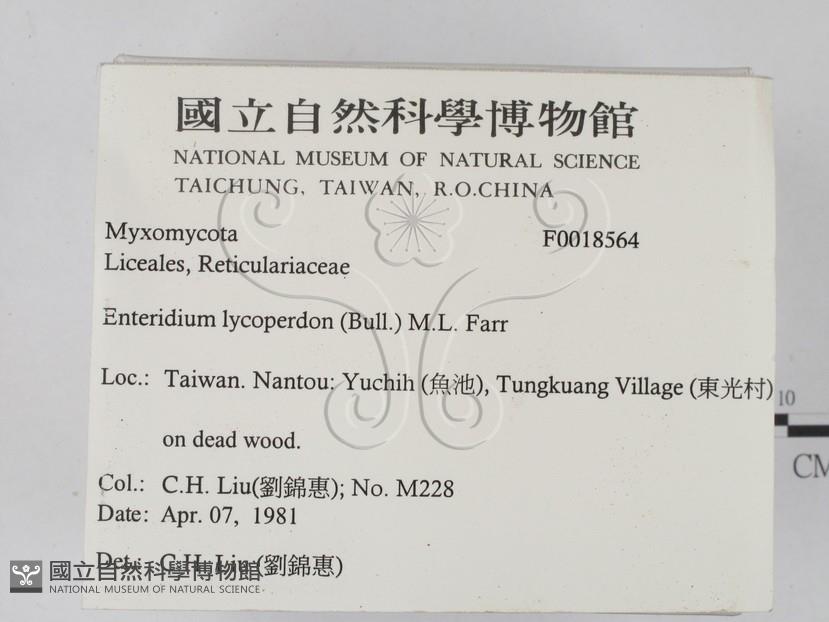 國立自然科學博物館
NATIONAL MUSEUM OF NATURAL SCIENCE
TAICHUNG, TAIWAN, R.O.CHINA
Myxomycota F0018564
Liceales, Reticulariaceae
Enteridium lycoperdon (Bull.) M.L. Farr
Loc.: Taiwan. Nantou: Yuchih (魚池), Tungkuang Village (東光村)
on dead wood.
Col.: C.H. Liu(劉錦惠); No. M228
Date: Apr. 07, 1981
Det.: C.H. Liu (劉錦惠)
國立自然科學博物館
NATIONAL MUSEUM OF NATURAL SCIENCE
10
CM